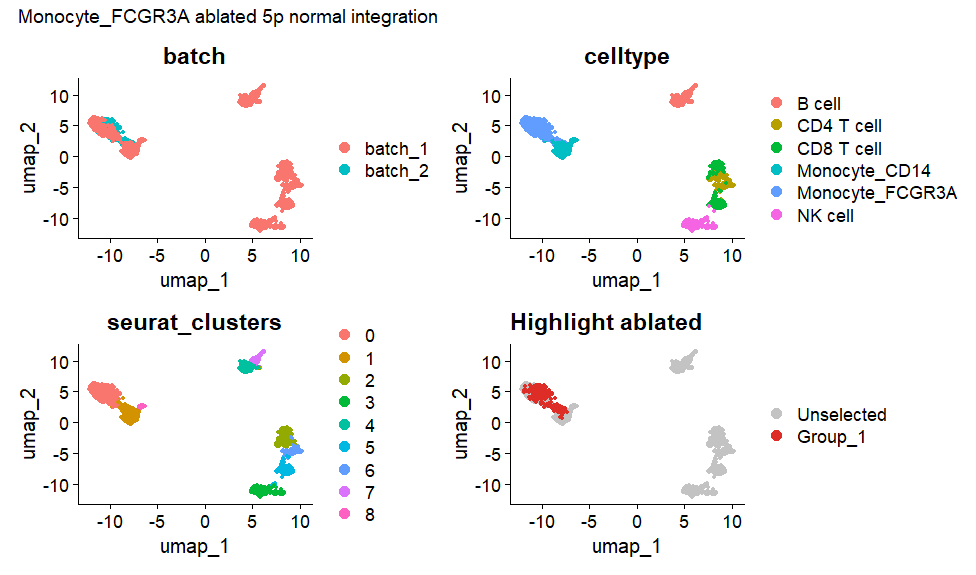 Monocyte_FCGR3A ablated 5p normal integration
batch
umap_2
10
5
0
-5
-10
-10
-5
0
5
10
umap_1
batch_1
batch_2
celltype
umap_2
10
5
0
-5
-10
-10
-5
0
5
10
umap_1
B cell
CD4 T cell
CD8 T cell
Monocyte_CD14
Monocyte_FCGR3A
NK cell
seurat_clusters
umap_2
10
5
0
-5
-10
-10
-5
0
5
10
umap_1
0
1
2
3
4
5
6
7
8
Highlight ablated
umap_2
10
5
0
-5
-10
-10
-5
0
5
10
umap_1
Unselected
Group_1